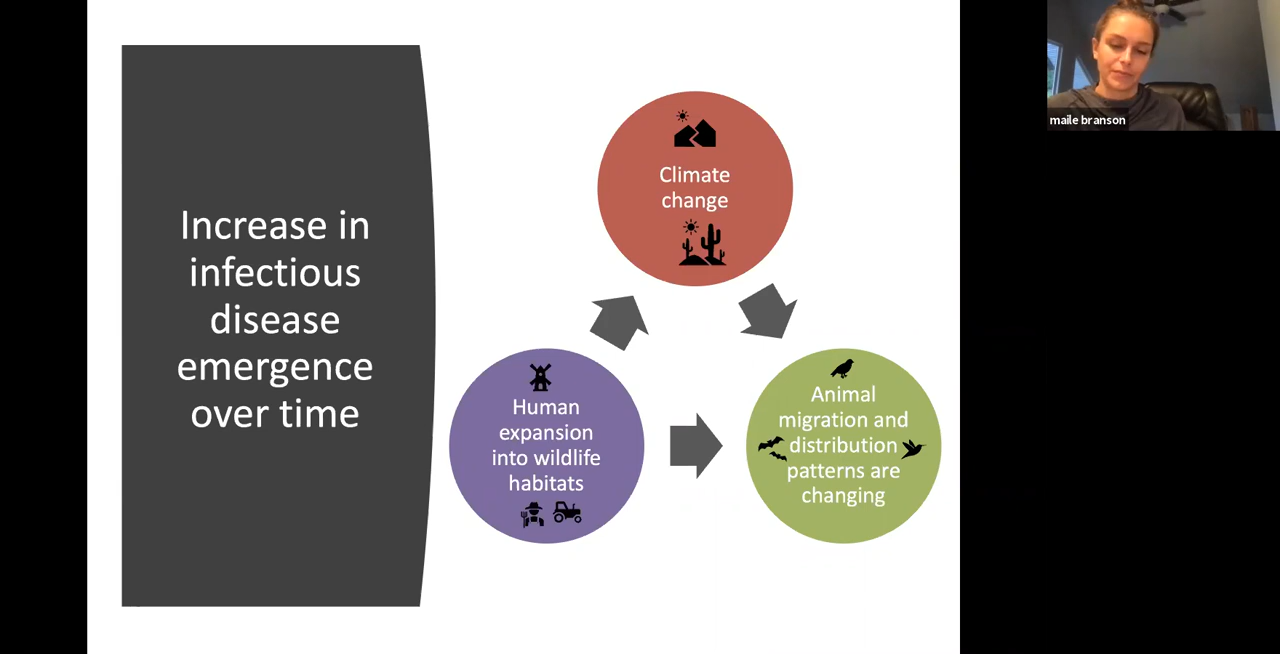 Increase in
infectious
disease
emergence
over time
Climate
change
Human
expansion
into wildlife
habitats
Animal
migration and
distribution
patterns are
changing
maile branson